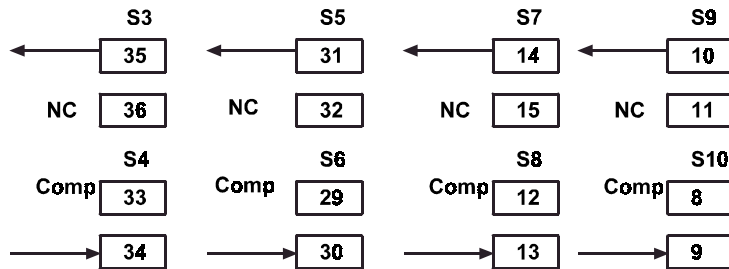 S3 S5 S7 S9
35 31 14 10
NC 36 NC 32 NC 15 NC 11
S4 S6 S8 S10
Comp 33 Comp 29 Comp 12 Comp 8
34 30 13 9